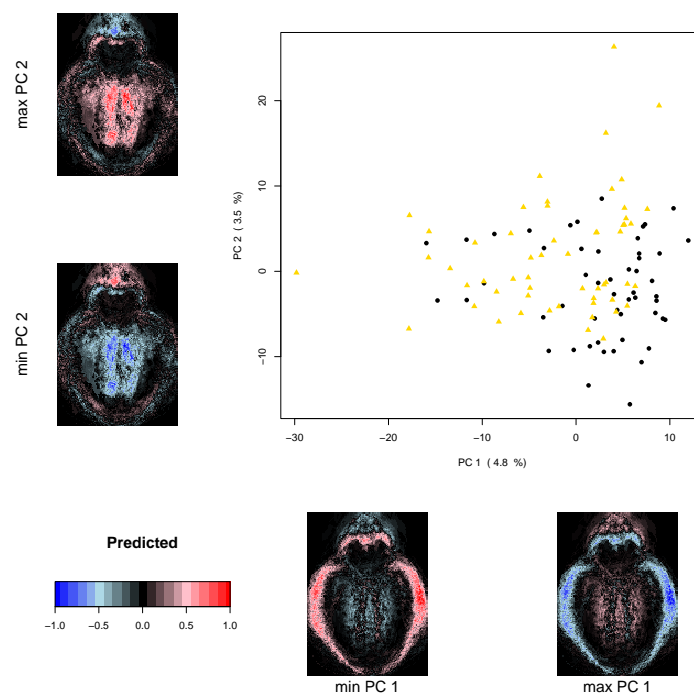 max PC 2
min PC 2
20
10
0
−10
PC 2 ( 3.5 %)
−30
−20
−10
0
10
PC 1 ( 4.8 %)
Predicted
−1.0
−0.5
0.0
0.5
1.0
min PC 1
max PC 1